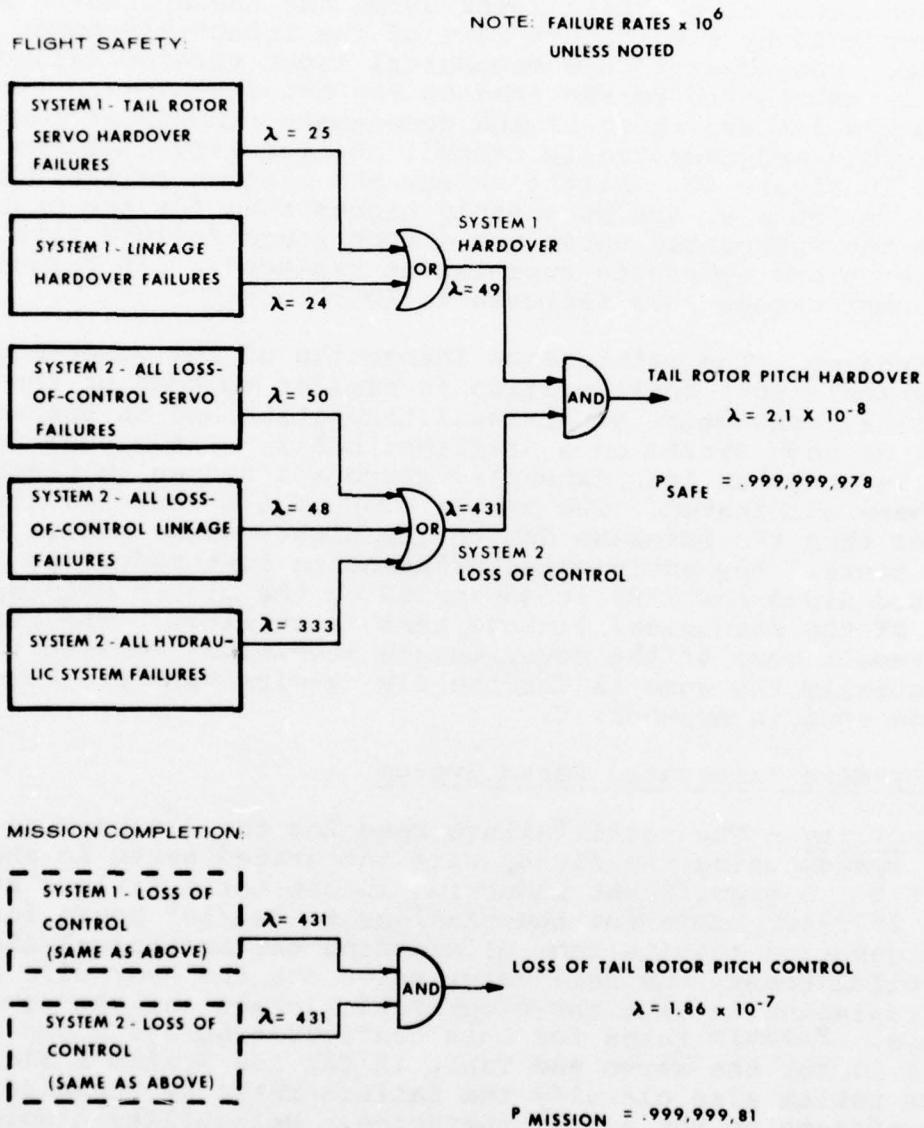 NOTE: FAILURE RATES x 10⁶
UNLESS NOTED
FLIGHT SAFETY:
SYSTEM 1 - TAIL ROTOR
SERVO HARDOVER
FAILURES
λ = 25
SYSTEM 1 - LINKAGE
HARDOVER FAILURES
λ= 24
OR
SYSTEM 1
HARDOVER
λ= 49
SYSTEM 2 - ALL LOSS-
OF-CONTROL SERVO
FAILURES
λ = 50
SYSTEM 2 - ALL LOSS-
OF-CONTROL LINKAGE
FAILURES
λ= 48
SYSTEM 2 - ALL HYDRAU-
LIC SYSTEM FAILURES
λ= 333
OR
λ=431
SYSTEM 2
LOSS OF CONTROL
AND
TAIL ROTOR PITCH HARDOVER
λ = 2.1 X 10⁻⁸
P SAFE = .999,999,978
MISSION COMPLETION:
SYSTEM 1 - LOSS OF
CONTROL
(SAME AS ABOVE)
λ= 431
SYSTEM 2 - LOSS OF
CONTROL
(SAME AS ABOVE)
λ= 431
AND
LOSS OF TAIL ROTOR PITCH CONTROL
λ= 1.86 x 10⁻⁷
P MISSION = .999,999,81